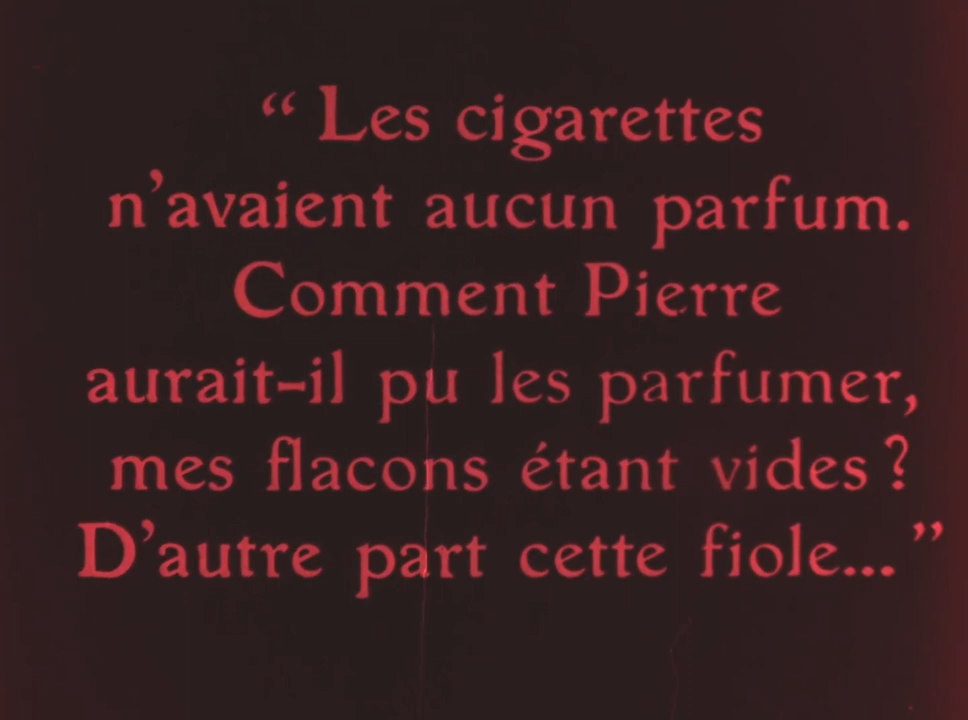 “ Les cigarettes
n’avaient aucun parfum.
Comment Pierre
aurait-il pu les parfumer,
mes flacons étant vides ?
D’autre part cette fiole... ”